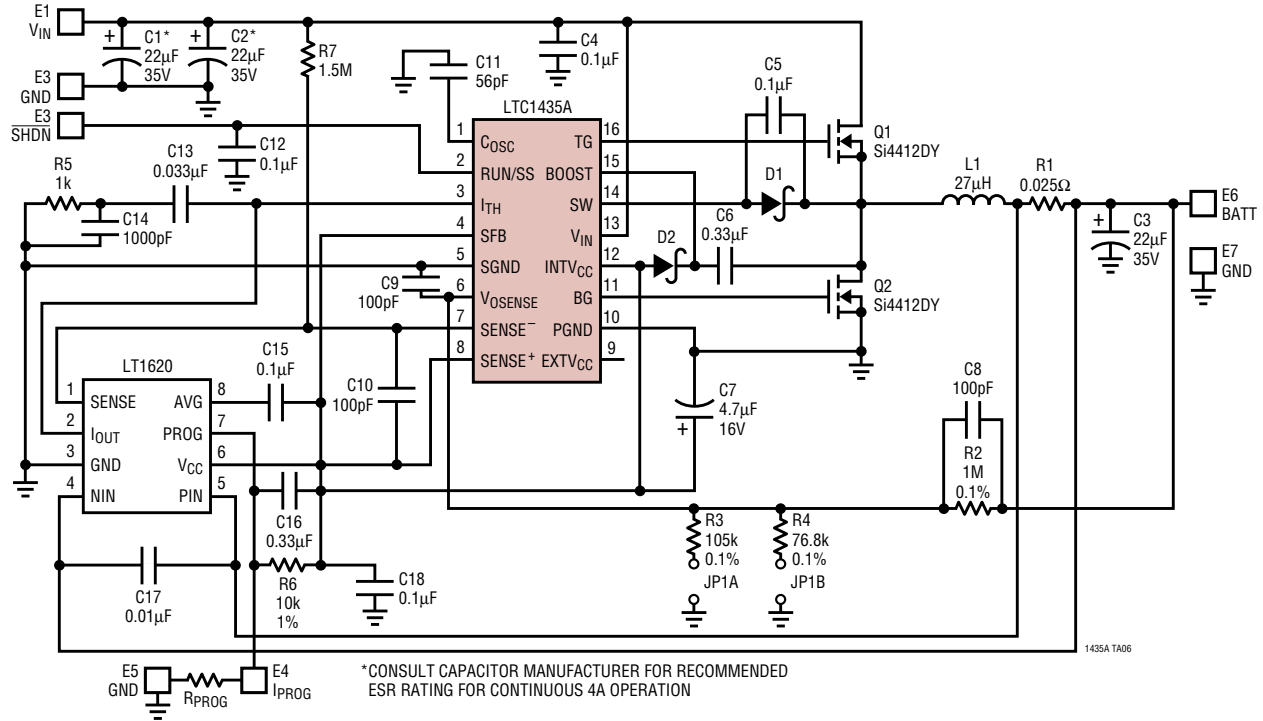 E1
VIN
C1*
22µF
35V
C2*
22µF
35V
R7
1.5M
C11
56pF
C4
0.1µF
C5
0.1µF
E3
GND
E3
SHDN
C12
0.1µF
LTC1435A
1 COSC
2 RUN/SS
3 ITH
4 SFB
5 SGND
6 VOSENSE
7 SENSE–
8 SENSE+
TG 16
BOOST 15
SW 14
VIN 13
INTVCC 12
BG 11
PGND 10
EXTVCC 9
Q1
Si4412DY
D1
L1
27µH
R1
0.025Ω
E6
BATT
C3
22µF
35V
E7
GND
R5
1k
C13
0.033µF
C14
1000pF
D2
C6
0.33µF
Q2
Si4412DY
C9
100pF
C15
0.1µF
C10
100pF
C7
4.7µF
16V
C8
100pF
R2
1M
0.1%
LT1620
1 SENSE
2 IOUT
3 GND
4 NIN
AVG 8
PROG 7
VCC 6
PIN 5
C16
0.33µF
R3
105k
0.1%
JP1A
R4
76.8k
0.1%
JP1B
C17
0.01µF
R6
10k
1%
C18
0.1µF
1435A TA06
E5
GND
RPROG
E4
IPROG
*CONSULT CAPACITOR MANUFACTURER FOR RECOMMENDED
ESR RATING FOR CONTINUOUS 4A OPERATION